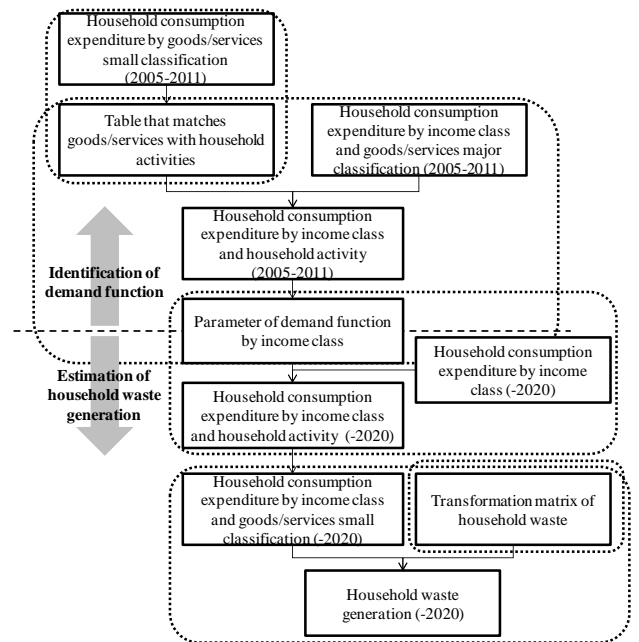 Household consumption
expenditure by goods/services
small classification
(2005-2011)
Table that matches
goods/services with household
activities
Household consumption
expenditure by income class
and goods/services major
classification (2005-2011)
Household consumption
expenditure by income class
and household activity
(2005-2011)
Identification of
demand function
Parameter of demand function
by income class
Estimation of
household waste
generation
Household consumption
expenditure by income
class (-2020)
Household consumption
expenditure by income class
and household activity (-2020)
Household consumption
expenditure by income class
and goods/services small
classification (-2020)
Transformation matrix of
household waste
Household waste
generation (-2020)